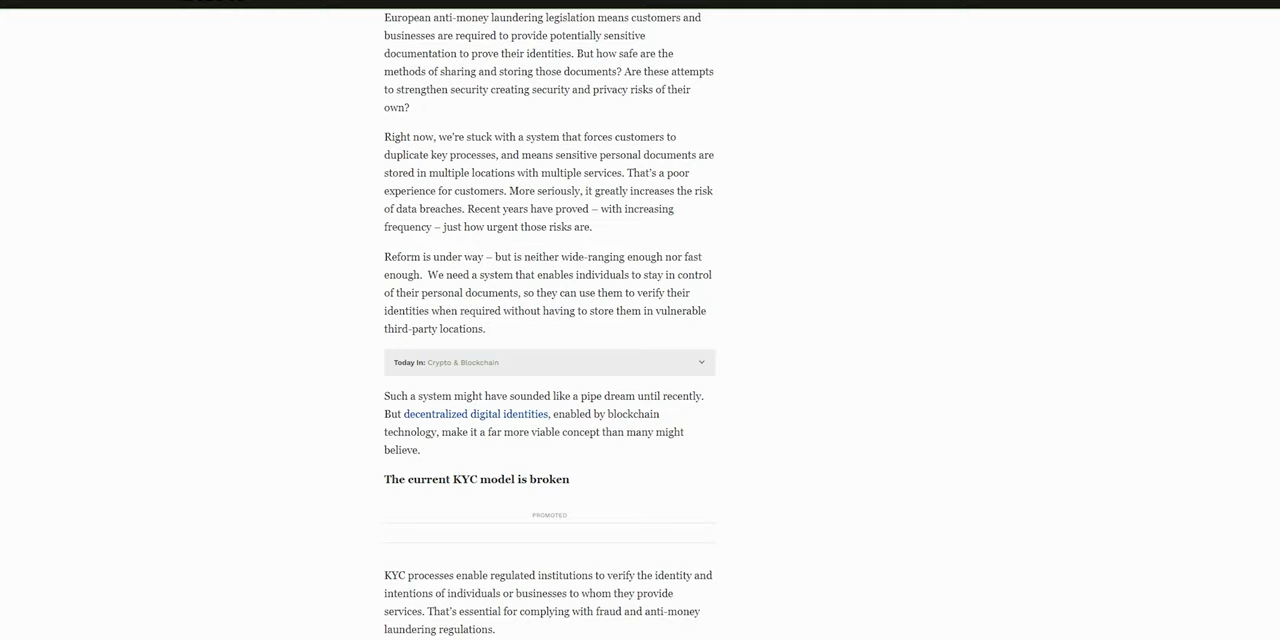 European anti-money laundering legislation means customers and
businesses are required to provide potentially sensitive
documentation to prove their identities. But how safe are the
methods of sharing and storing those documents? Are these attempts
to strengthen security creating security and privacy risks of their
own?
Right now, we're stuck with a system that forces customers to
duplicate key processes, and means sensitive personal documents are
stored in multiple locations with multiple services. That's a poor
experience for customers. More seriously, it greatly increases the risk
of data breaches. Recent years have proved – with increasing
frequency – just how urgent those risks are.
Reform is under way – but is neither wide-ranging enough nor fast
enough.  We need a system that enables individuals to stay in control
of their personal documents, so they can use them to verify their
identities when required without having to store them in vulnerable
third-party locations.
Today In: Crypto & Blockchain
Such a system might have sounded like a pipe dream until recently.
But decentralized digital identities, enabled by blockchain
technology, make it a far more viable concept than many might
believe.
The current KYC model is broken
PROMOTED
KYC processes enable regulated institutions to verify the identity and
intentions of individuals or businesses to whom they provide
services. That's essential for complying with fraud and anti-money
laundering regulations.